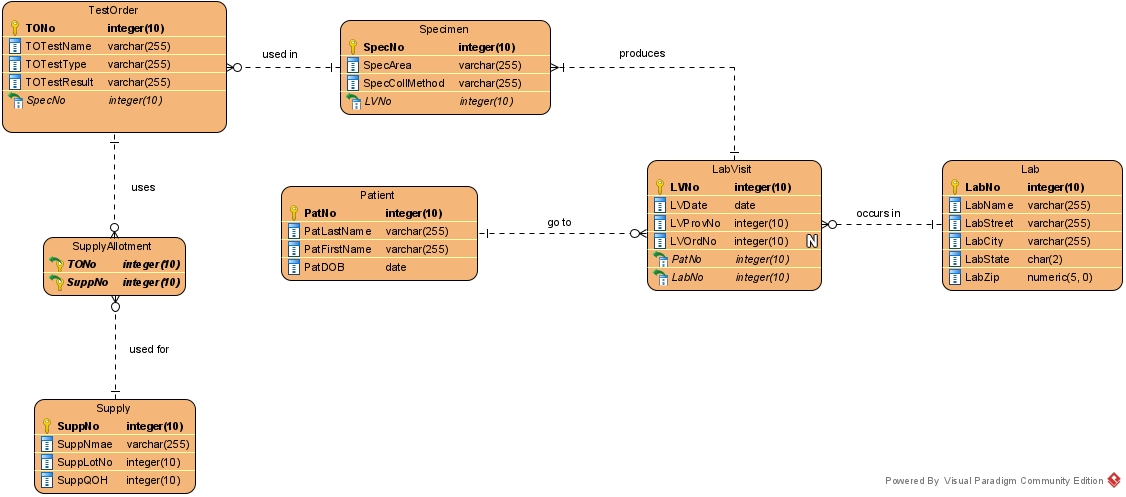 TestOrder
TONo integer(10)
TOTestName varchar(255)
TOTestType varchar(255)
TOTestResult varchar(255)
SpecNo integer(10)
used in
Specimen
SpecNo integer(10)
SpecArea varchar(255)
SpecCollMethod varchar(255)
LVNo integer(10)
produces
uses
Patient
PatNo integer(10)
PatLastName varchar(255)
PatFirstName varchar(255)
PatDOB date
go to
LabVisit
LVNo integer(10)
LVDate date
LVProvNo integer(10)
LVOrdNo integer(10) N
PatNo integer(10)
LabNo integer(10)
occurs in
Lab
LabNo integer(10)
LabName varchar(255)
LabStreet varchar(255)
LabCity varchar(255)
LabState char(2)
LabZip numeric(5, 0)
SupplyAllotment
TONo integer(10)
SuppNo integer(10)
used for
Supply
SuppNo integer(10)
SuppNmae varchar(255)
SuppLotNo integer(10)
SuppQOH integer(10)
Powered By Visual Paradigm Community Edition